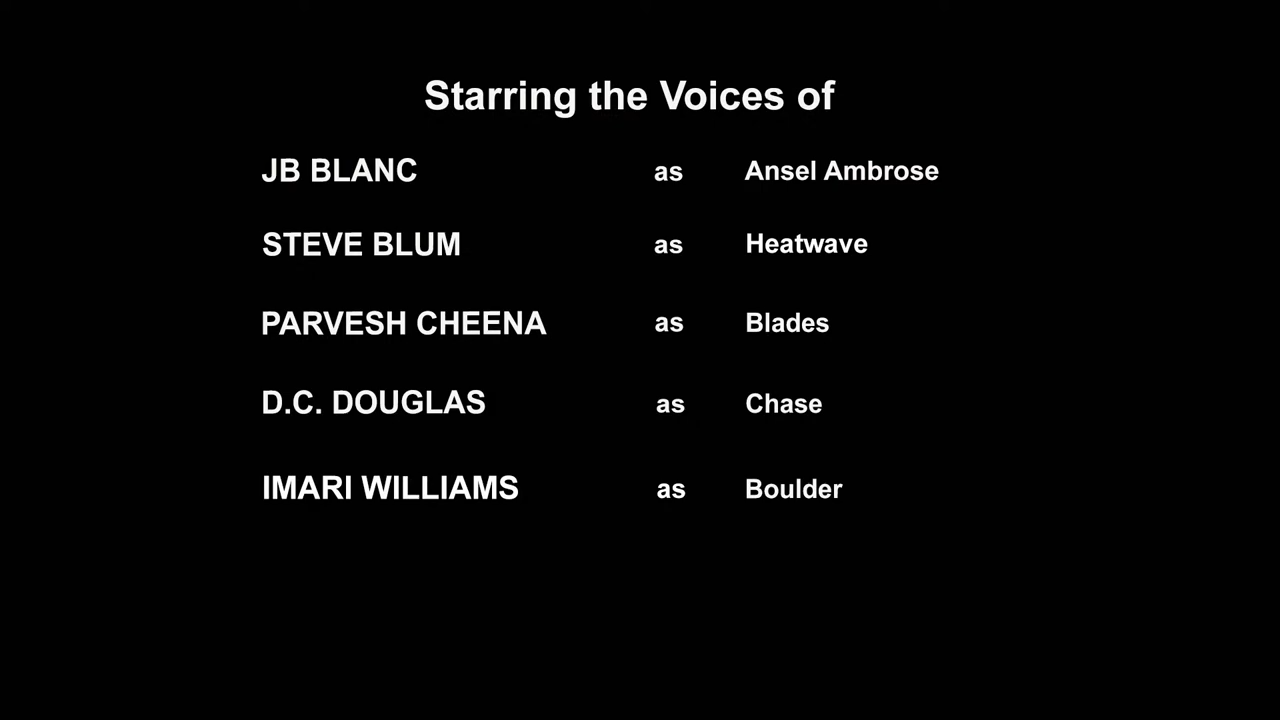 Starring the Voices of
JB BLANC as Ansel Ambrose
STEVE BLUM as Heatwave
PARVESH CHEENA as Blades
D.C. DOUGLAS as Chase
IMARI WILLIAMS as Boulder